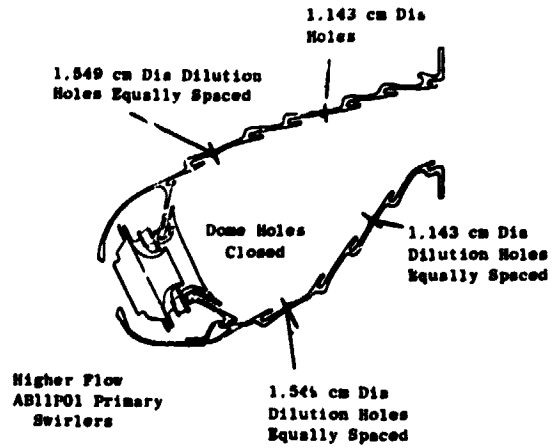 1.143 cm Dia
Holes
1.549 cm Dia Dilution
Holes Equally Spaced
Dome Holes
Closed
1.143 cm Dia
Dilution Holes
Equally Spaced
Higher Flow
AB11P01 Primary
Swirlers
cm Dia
Dilution Holes
Equally Spaced